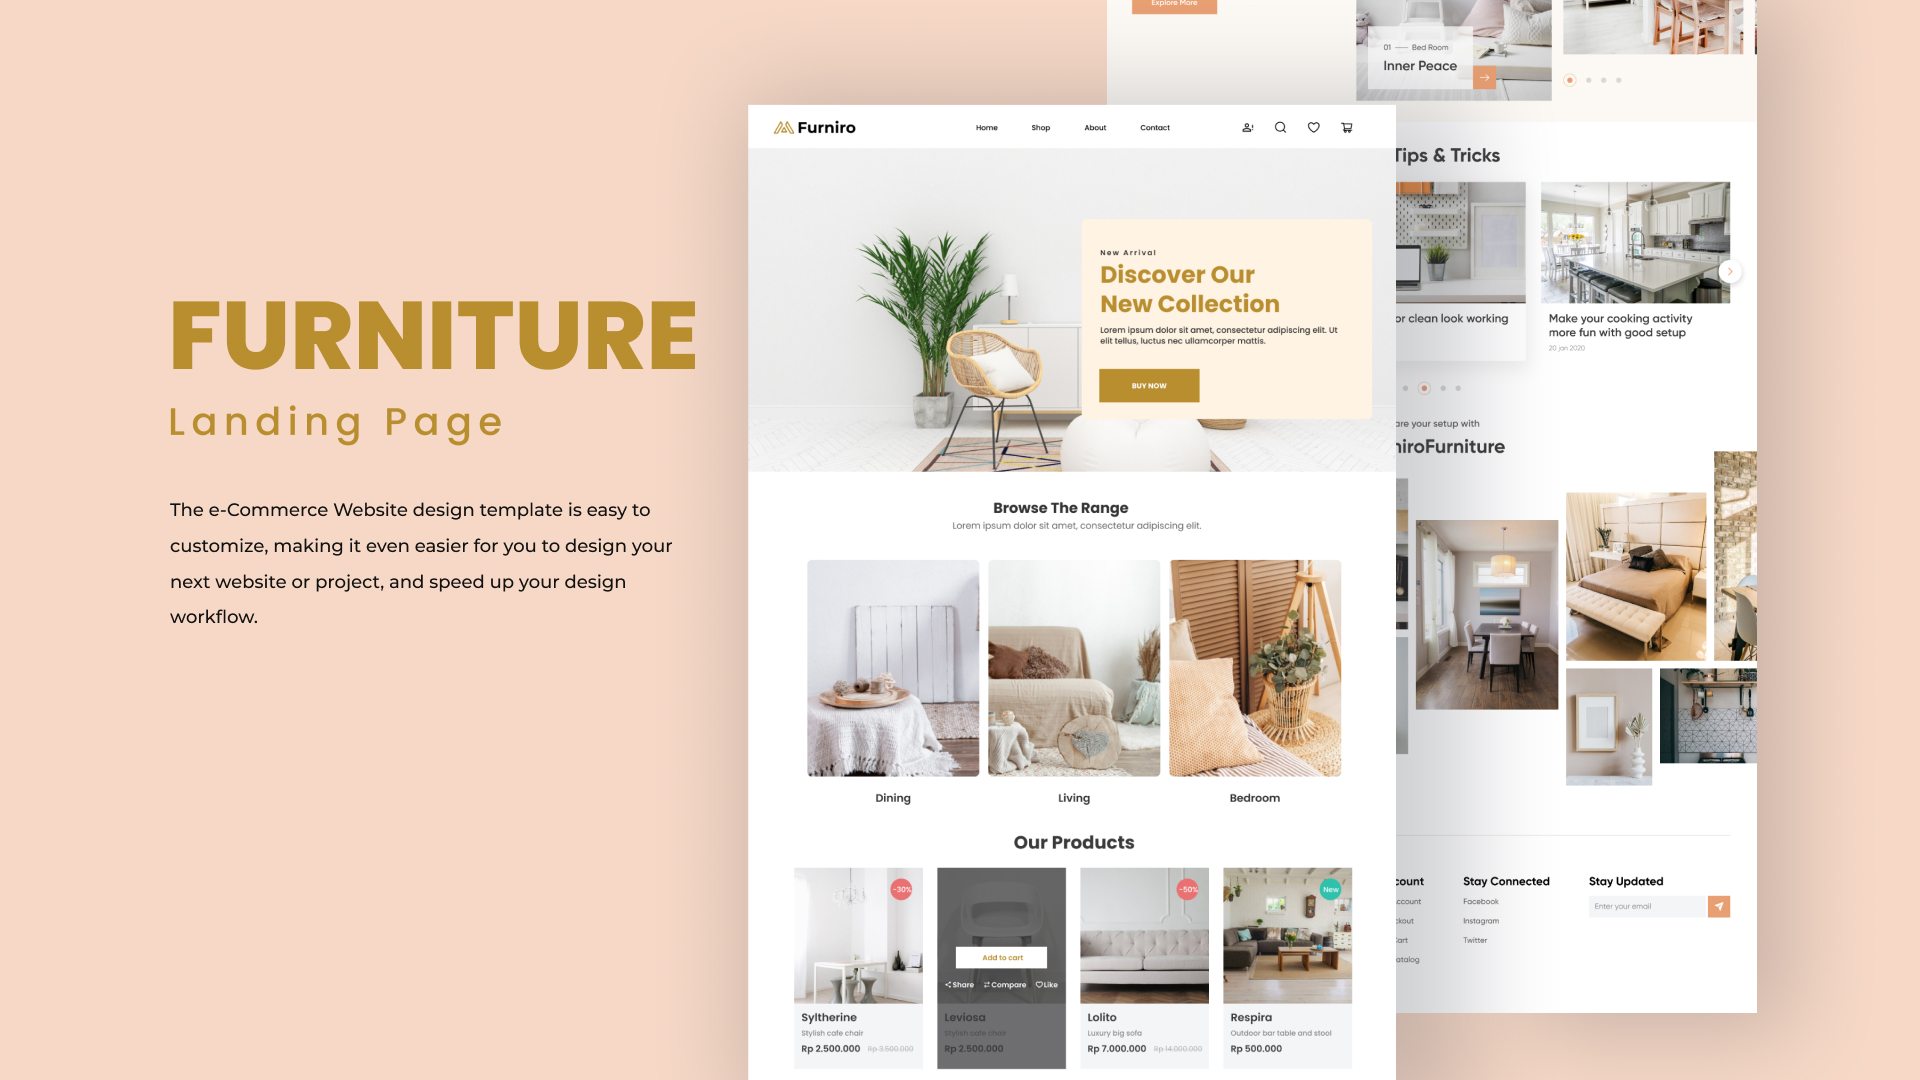 FURNITURE
Landing Page
The e-Commerce Website design template is easy to
customize, making it even easier for you to design your
next website or project, and speed up your design
workflow.
Furniro
Home Shop About Contact
New Arrival
Discover Our
New Collection
Lorem ipsum dolor sit amet, consectetur adipiscing elit. Ut
elit tellus, luctus nec ullamcorper mattis.
BUY NOW
Browse The Range
Lorem ipsum dolor sit amet, consectetur adipiscing elit.
Dining
Living
Bedroom
Our Products
-30%
Syltherine
Stylish cafe chair
Rp 2.500.000 Rp 3.500.000
Add to cart
Share Compare Like
Leviosa
Stylish cafe chair
Rp 2.500.000
-50%
Lolito
Luxury big sofa
Rp 7.000.000 Rp 14.000.000
New
Respira
Outdoor bar table and stool
Rp 500.000
Explore More
01 Bed Room
Inner Peace
Tips & Tricks
or clean look working
Make your cooking activity
more fun with good setup
20 jan 2020
are your setup with
niroFurniture
count
ccount
ckout
Cart
atalog
Stay Connected
Facebook
Instagram
Twitter
Stay Updated
Enter your email